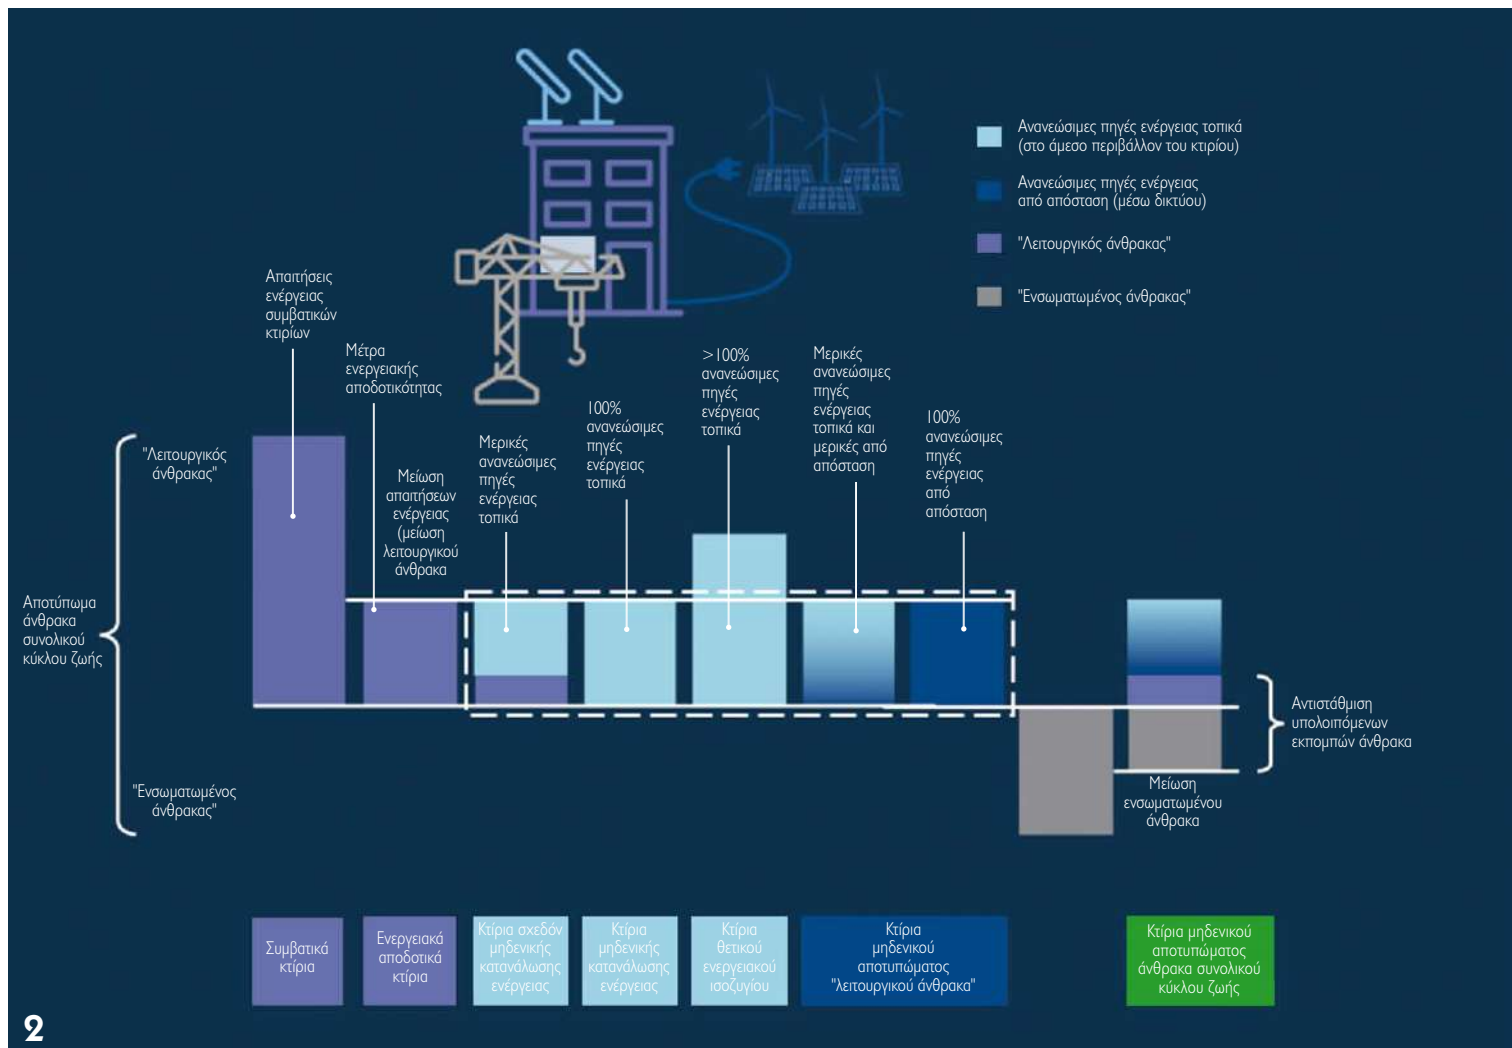 Ανανεώσιμες πηγές ενέργειας τοπικά
(στο άμεσο περιβάλλον του κτιρίου)
Ανανεώσιμες πηγές ενέργειας
από απόσταση (μέσω δικτύου)
"Λειτουργικός άνθρακας"
"Ενσωματωμένος άνθρακας"
Απαιτήσεις
ενέργειας
συμβατικών
κτιρίων
Μέτρα
ενεργειακής
αποδοτικότητας
Μείωση
απαιτήσεων
ενέργειας
(μείωση
λειτουργικού
άνθρακα
Μερικές
ανανεώσιμες
πηγές
ενέργειας
τοπικά
100%
ανανεώσιμες
πηγές
ενέργειας
τοπικά
>100%
ανανεώσιμες
πηγές
ενέργειας
τοπικά
Μερικές
ανανεώσιμες
πηγές
ενέργειας
τοπικά και
μερικές από
απόσταση
100%
ανανεώσιμες
πηγές
ενέργειας
από
απόσταση
"Λειτουργικός
άνθρακας"
Αποτύπωμα
άνθρακα
συνολικού
κύκλου ζωής
"Ενσωματωμένος
άνθρακας"
Αντιστάθμιση
υπολοιπόμενων
εκπομπών άνθρακα
Μείωση
ενσωματωμένου
άνθρακα
Συμβατικά
κτίρια
Ενεργειακά
αποδοτικά
κτίρια
Κτίρια σχεδόν
μηδενικής
κατανάλωσης
ενέργειας
Κτίρια
μηδενικής
κατανάλωσης
ενέργειας
Κτίρια
θετικού
ενεργειακού
ισοζυγίου
Κτίρια
μηδενικού
αποτυπώματος
"λειτουργικού άνθρακα"
Κτίρια μηδενικού
αποτυπώματος
άνθρακα συνολικού
κύκλου ζωής
2